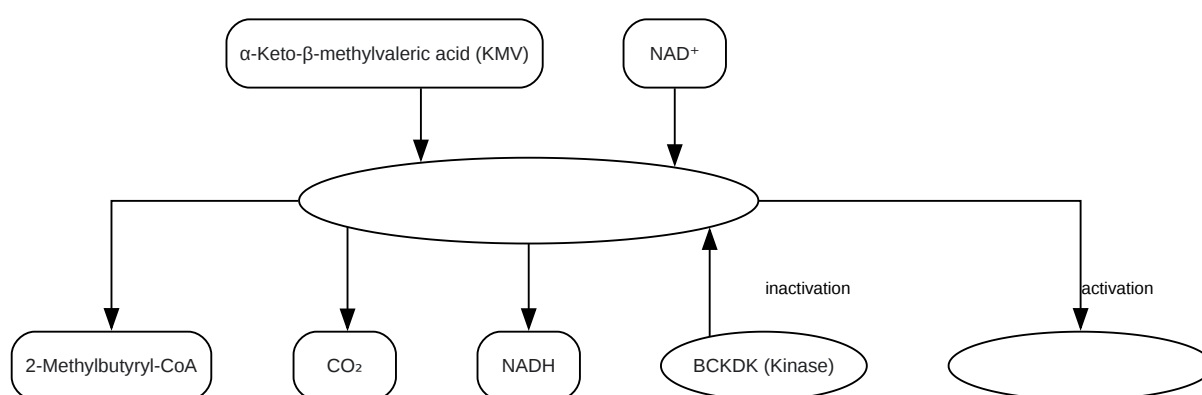 α-Keto-β-methylvaleric acid (KMV)
NAD⁺
inactivation
activation
2-Methylbutyryl-CoA
CO₂
NADH
BCKDK (Kinase)